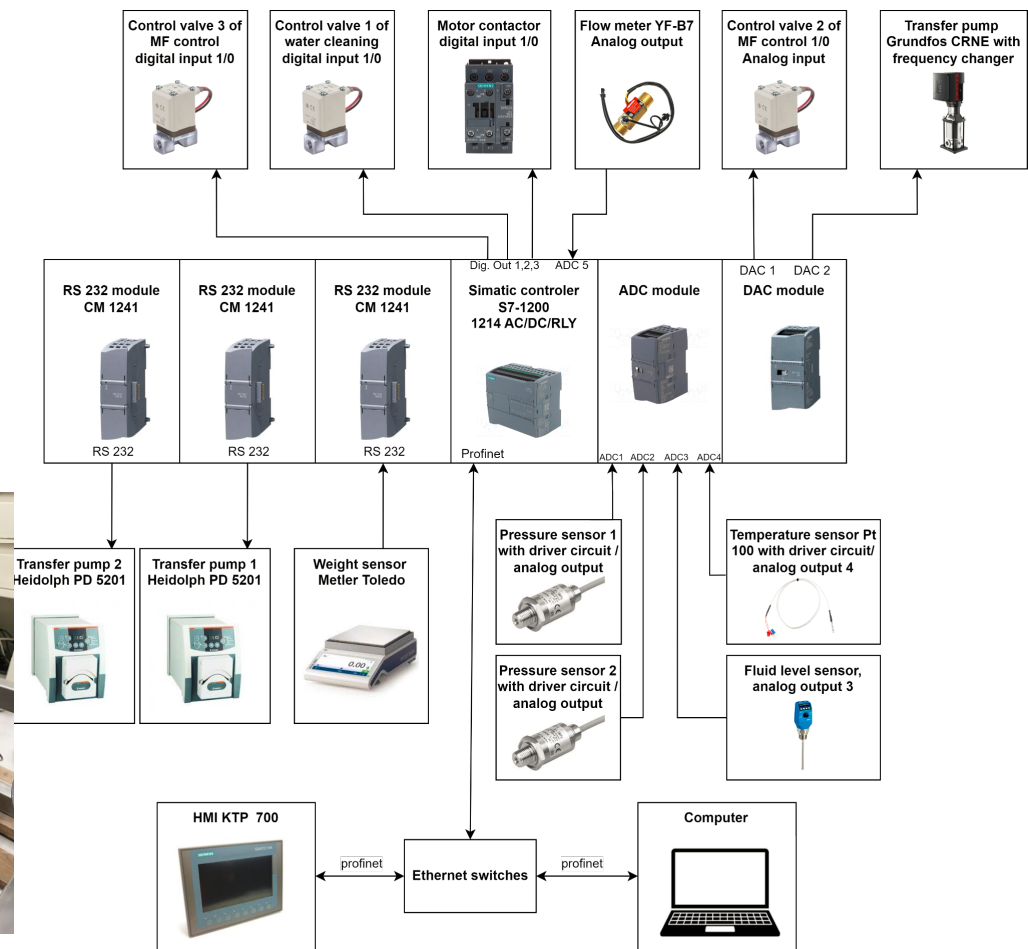 Control valve 3 of
MF control
digital input 1/0
Control valve 1 of
water cleaning
digital input 1/0
Motor contactor
digital input 1/0
Flow meter YF-B7
Analog output
Control valve 2 of
MF control 1/0
Analog input
Transfer pump
Grundfos CRNE with
frequency changer
Dig. Out 1,2,3
ADC 5
DAC 1
DAC 2
RS 232 module
CM 1241
RS 232 module
CM 1241
RS 232 module
CM 1241
Simatic controler
S7-1200
1214 AC/DC/RLY
ADC module
DAC module
RS 232
RS 232
RS 232
Profinet
ADC1
ADC2
ADC3
ADC4
Transfer pump 2
Heidolph PD 5201
Transfer pump 1
Heidolph PD 5201
Weight sensor
Metler Toledo
0.00
Pressure sensor 1
with driver circuit /
analog output
Temperature sensor Pt
100 with driver circuit/
analog output 4
Pressure sensor 2
with driver circuit /
analog output
Fluid level sensor,
analog output 3
HMI KTP 700
SIEMENS
profinet
Ethernet switches
profinet
Computer